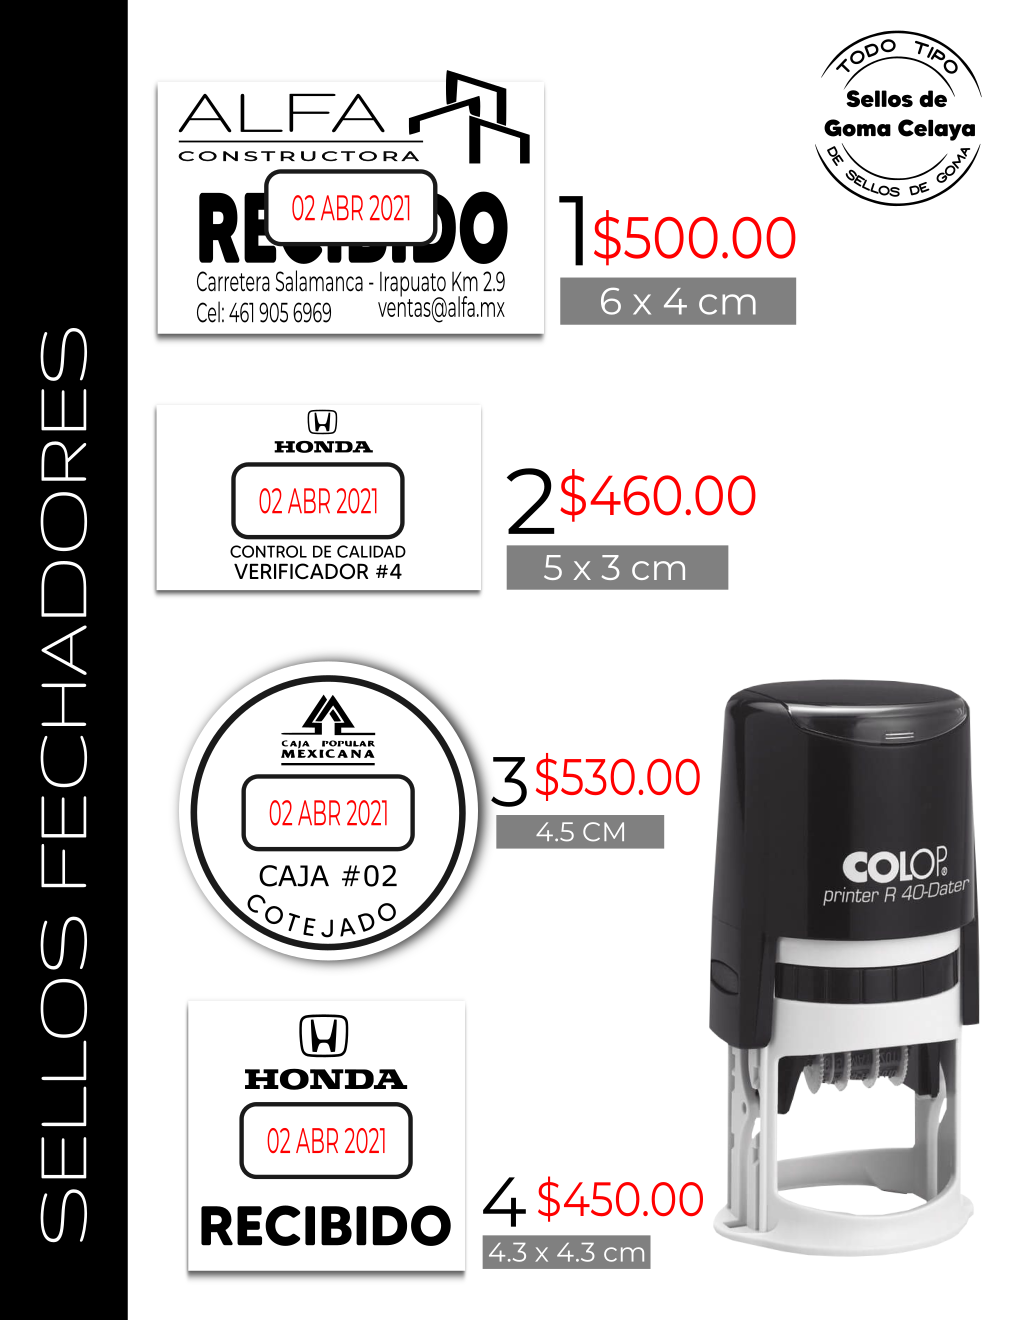 SELLOS FECHADORES
TODO TIPO
Sellos de
Goma Celaya
DE SELLOS DE GOMA
ALFA
CONSTRUCTORA
RECIBIDO
02 ABR 2021
Carretera Salamanca - Irapuato Km 2.9
Cel: 461 905 6969 ventas@alfa.mx
1 $500.00
6 x 4 cm
HONDA
02 ABR 2021
CONTROL DE CALIDAD
VERIFICADOR #4
2 $460.00
5 x 3 cm
CAJA POPULAR
MEXICANA
02 ABR 2021
CAJA #02
COTEJADO
3 $530.00
4.5 CM
COLOP®
printer R 40-Dater
HONDA
02 ABR 2021
RECIBIDO
4 $450.00
4.3 x 4.3 cm